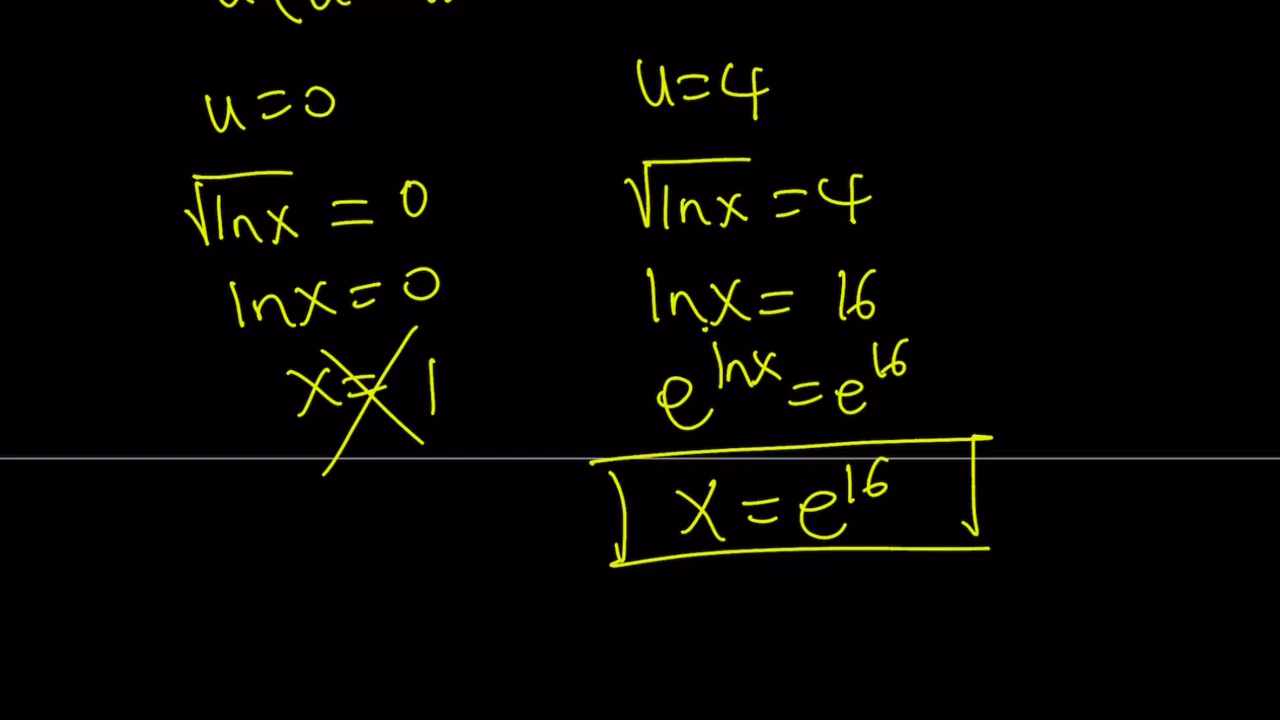 u=0
√lnx = 0
lnx=0
x=1
u=4
√lnx =4
lnx= 16
e^lnx = e^16
x=e^16